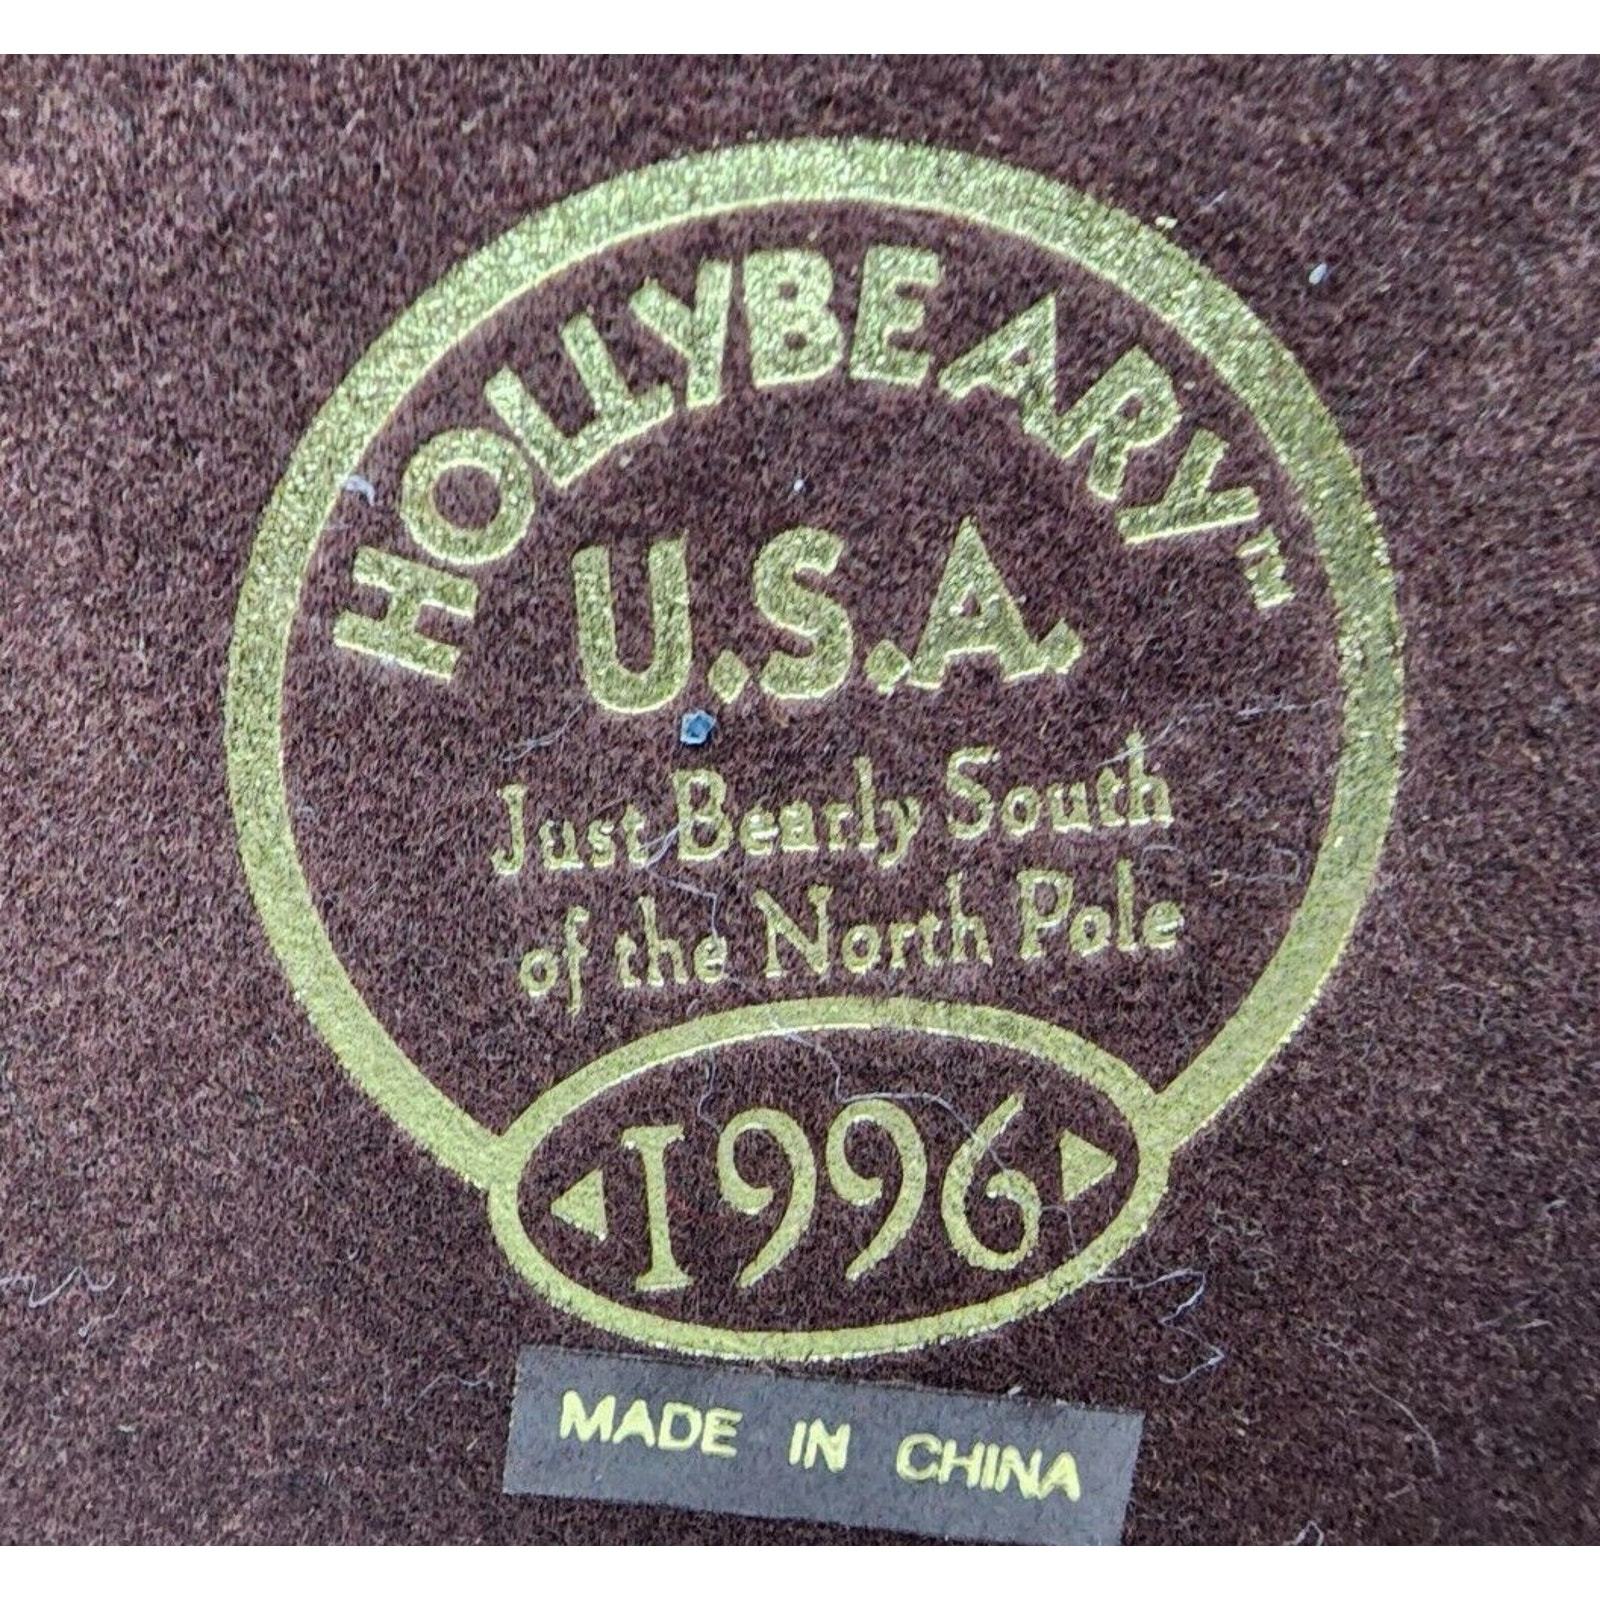 HOLLYBEARY™
U.S.A.
Just Bearly South
of the North Pole
1996
MADE IN CHINA